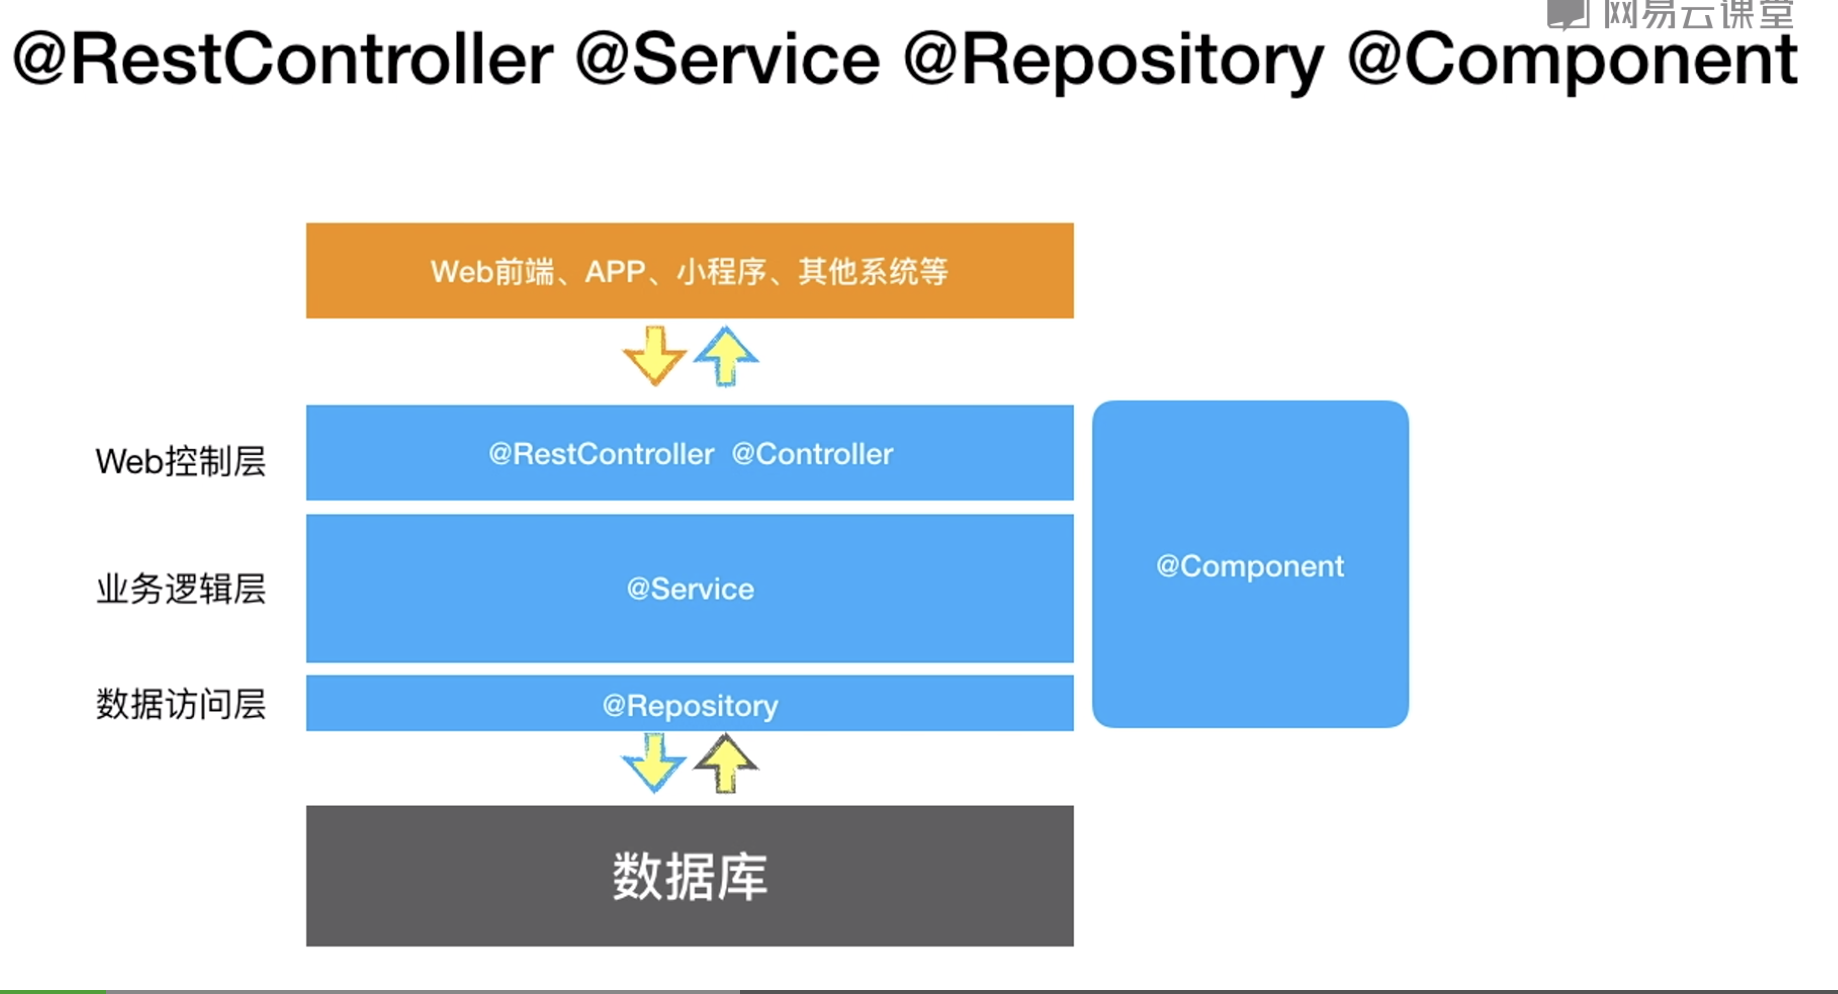 网易云课堂
@RestController @Service @Repository @Component
Web前端、APP、小程序、其他系统等
Web控制层
@RestController @Controller
@Component
业务逻辑层
@Service
数据访问层
@Repository
数据库